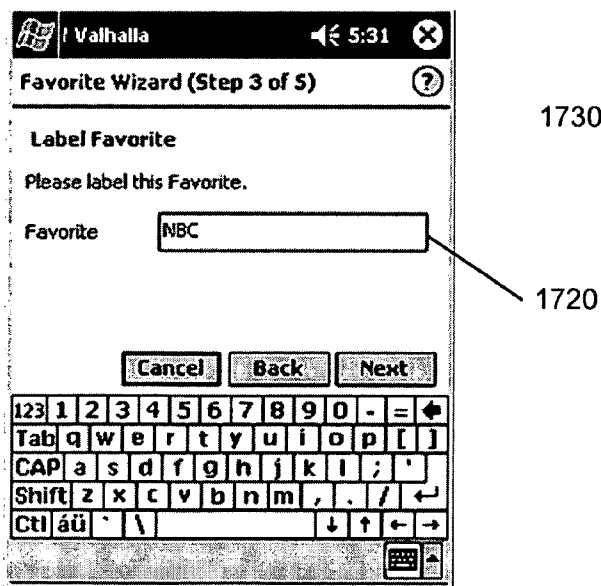 ! Valhalla 5:31
Favorite Wizard (Step 3 of 5) ?
1730
Label Favorite
Please label this Favorite.
Favorite NBC
1720
Cancel Back Next
123 1 2 3 4 5 6 7 8 9 0 - =
Tab q w e r t y u i o p [ ]
CAP a s d f g h j k l ; '
Shift z x c v b n m , . /
Ctl áü ` \